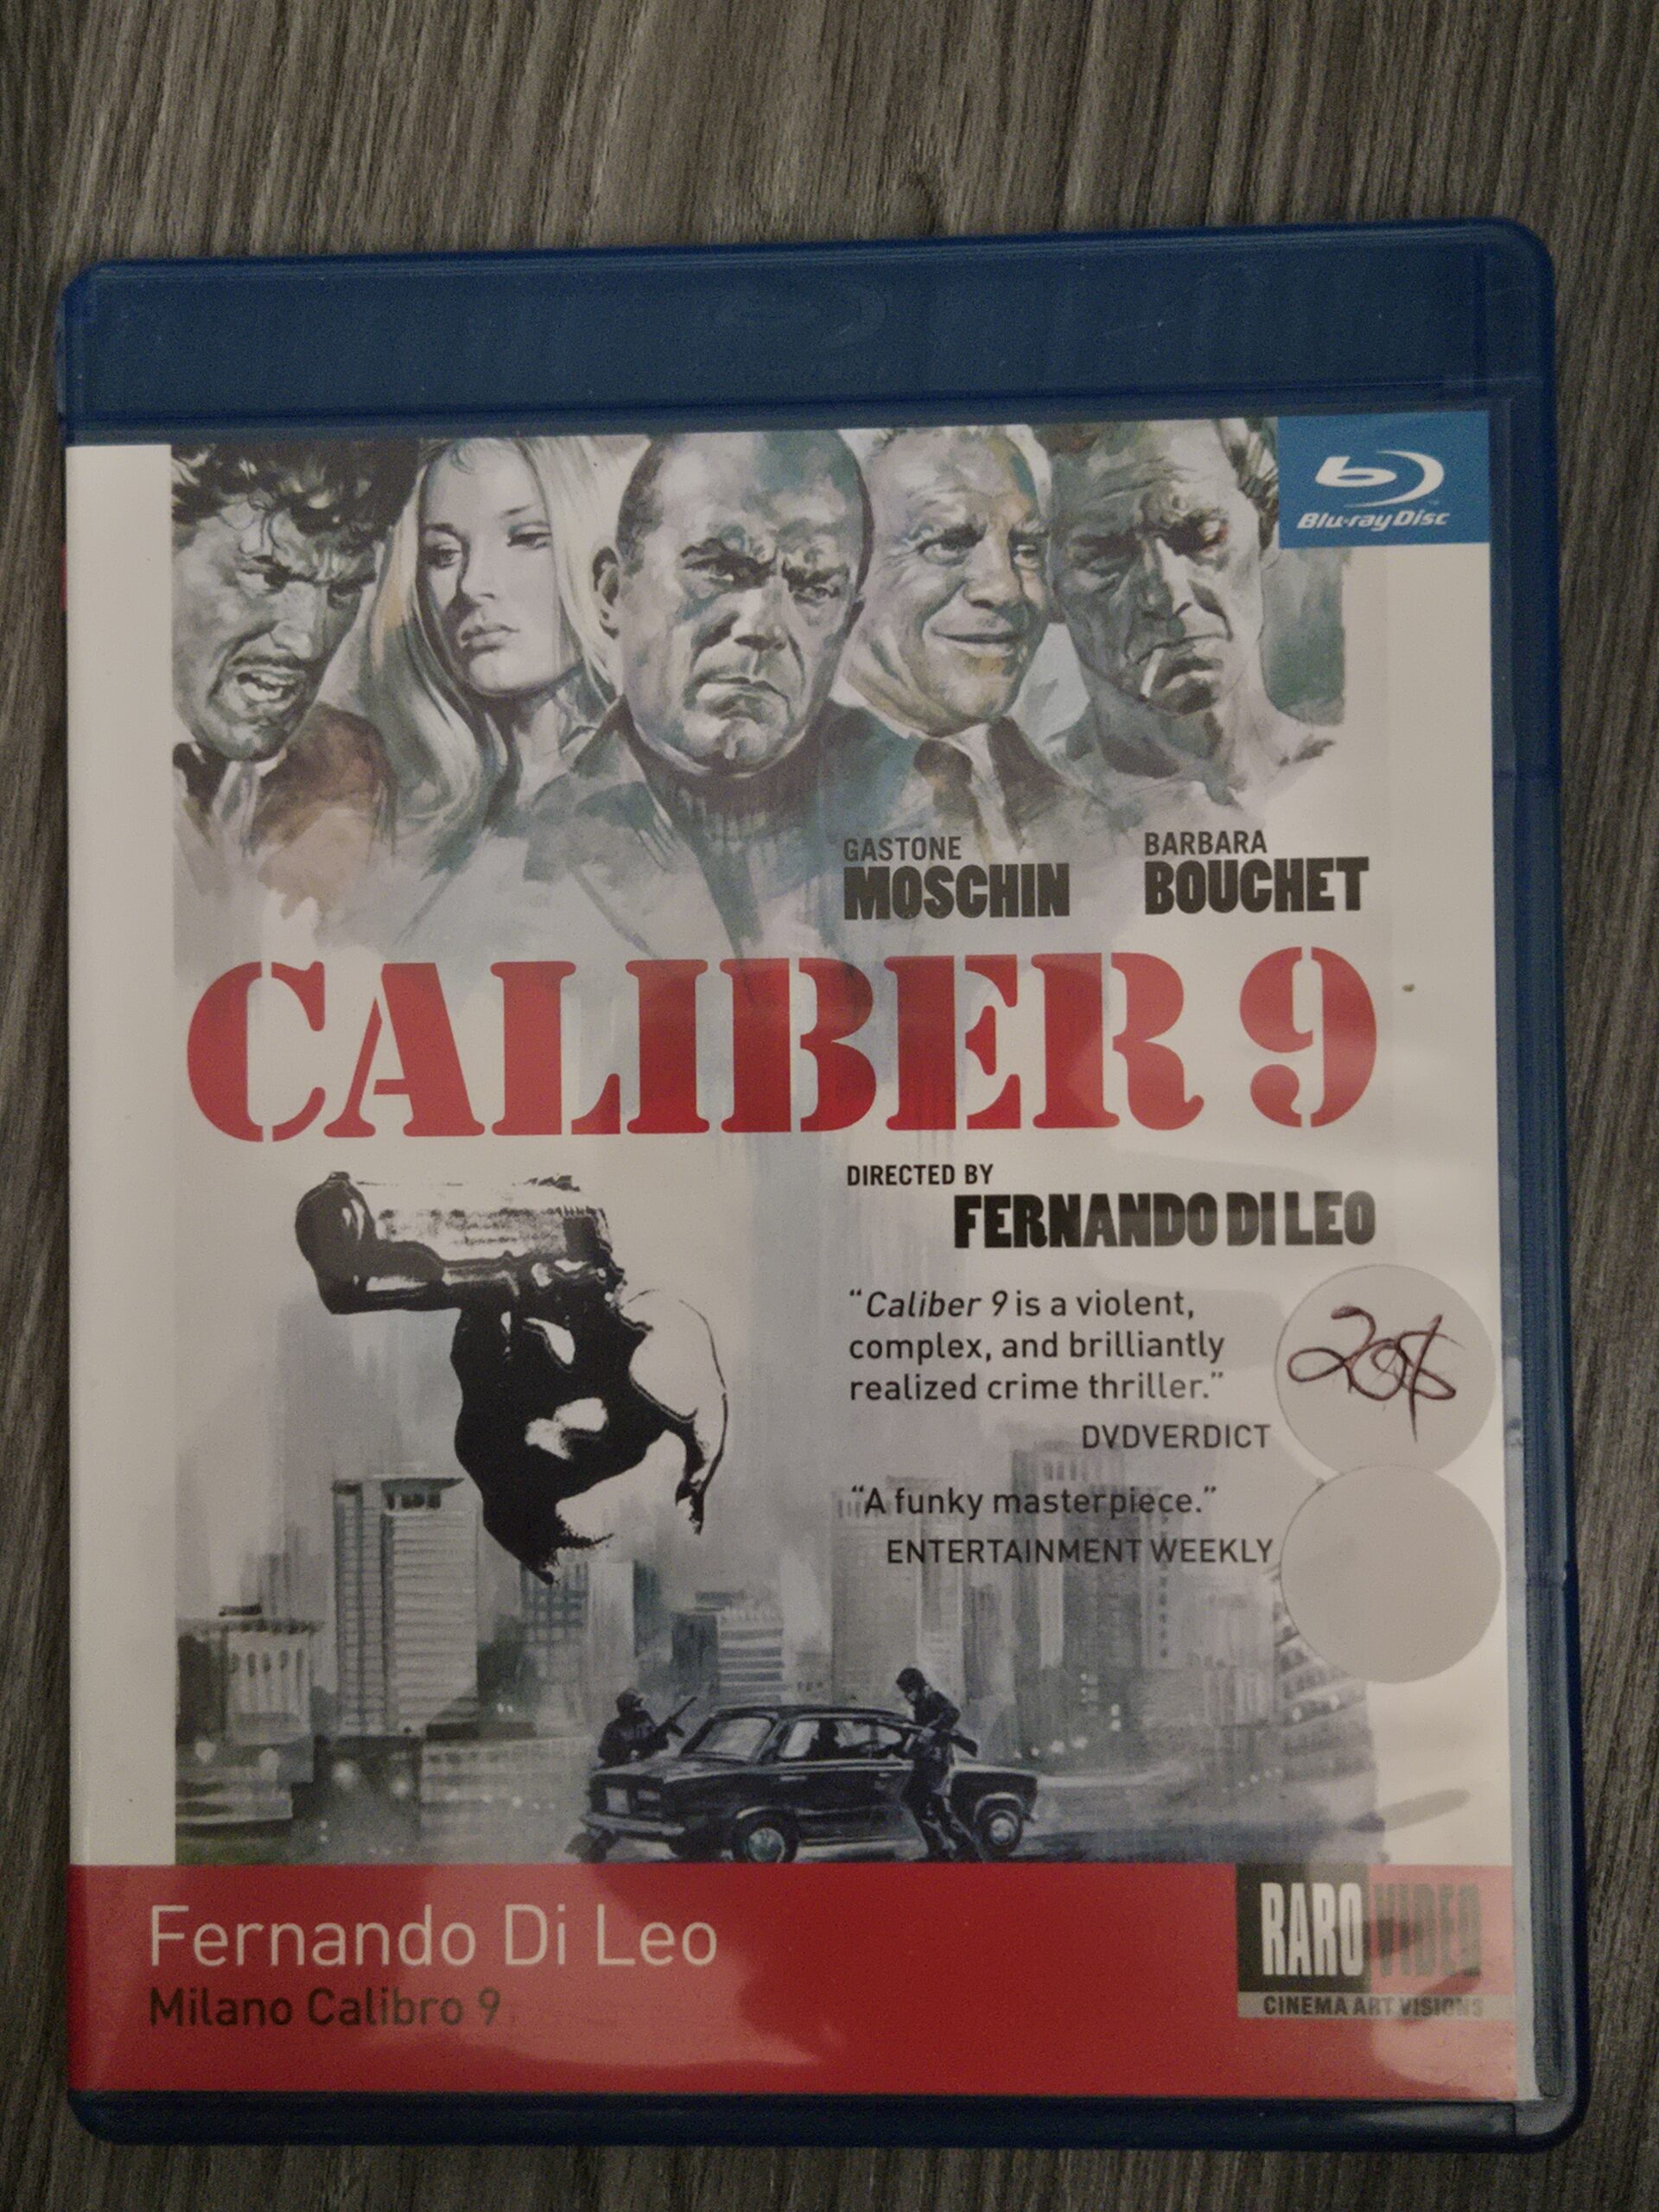 Blu-ray Disc
GASTONE
MOSCHIN
BARBARA
BOUCHET
CALIBER 9
DIRECTED BY
FERNANDO DI LEO
“Caliber 9 is a violent,
complex, and brilliantly
realized crime thriller.”
DVDVERDICT
20$
“A funky masterpiece.”
ENTERTAINMENT WEEKLY
Fernando Di Leo
Milano Calibro 9
RARO VIDEO
CINEMA ART VISIONS